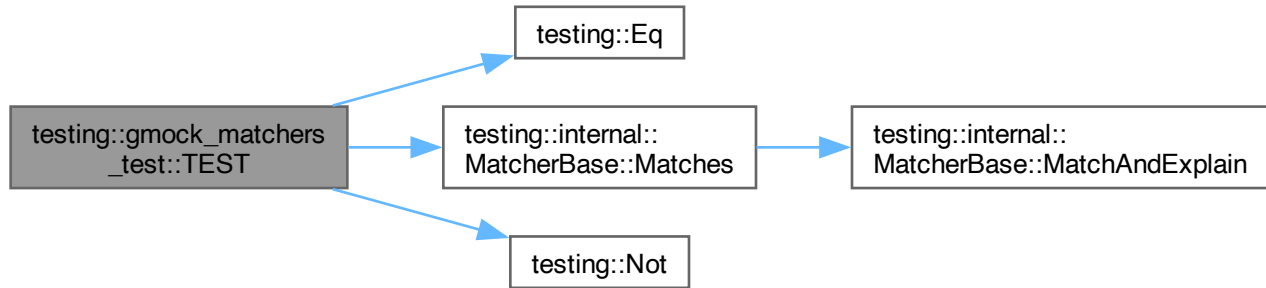 testing::Eq
testing::gmock_matchers
_test::TEST
testing::internal::
MatcherBase::Matches
testing::internal::
MatcherBase::MatchAndExplain
testing::Not